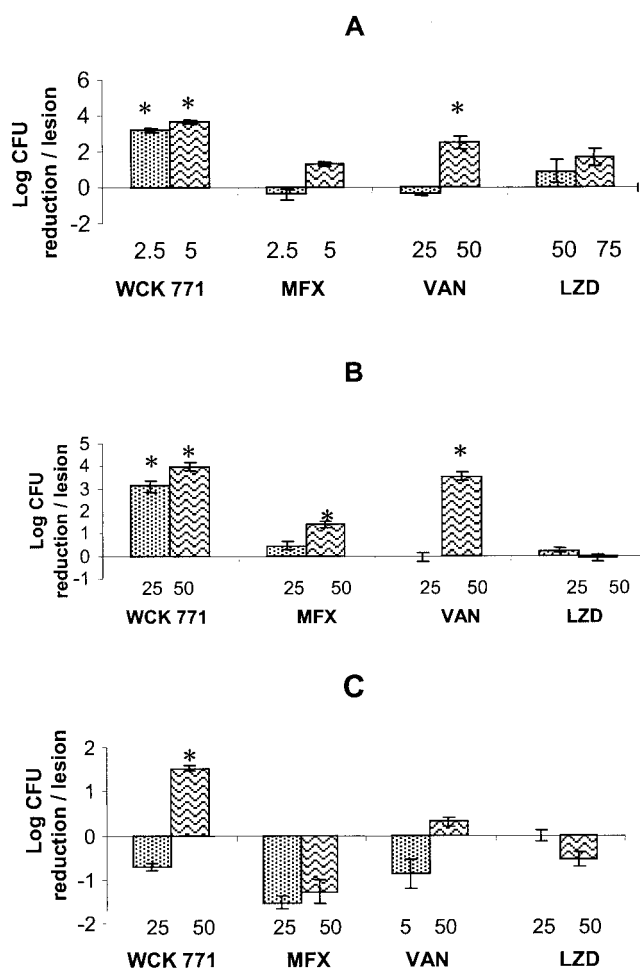 A
Log CFU
reduction / lesion
6
4
2
0
-2
* * *
2.5 5 2.5 5 25 50 50 75
WCK 771 MFX VAN LZD
B
Log CFU
reduction / lesion
5
4
3
2
1
0
-1
* * * *
25 50 25 50 25 50 25 50
WCK 771 MFX VAN LZD
C
Log CFU
reduction / lesion
2
1
0
-1
-2
*
25 50 25 50 5 50 25 50
WCK 771 MFX VAN LZD